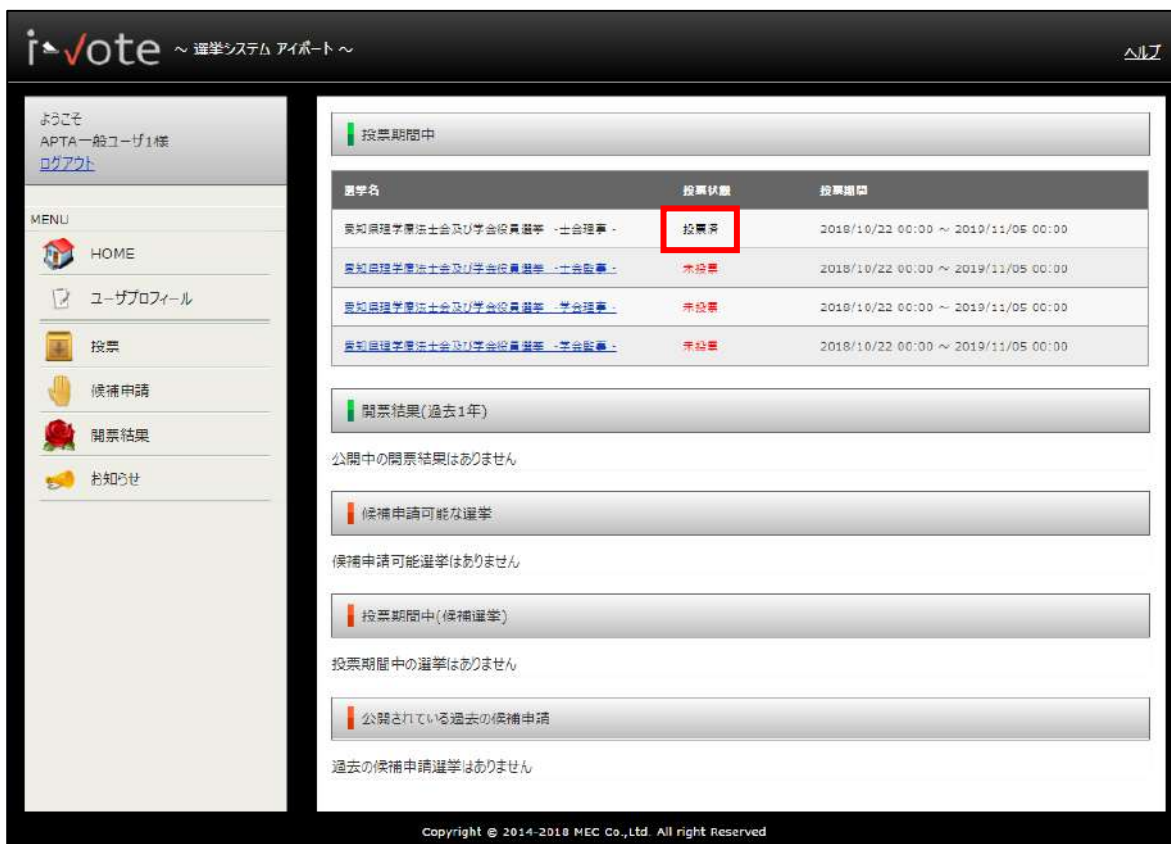 i-Vote ~ 選挙システム アイボート ~
ヘルプ
ようこそ
APTA一般ユーザ1様
ログアウト
MENU
HOME
ユーザプロフィール
投票
候補申請
開票結果
お知らせ
投票期間中
選挙名 投票状態 投票期間
愛知県理学療法士会及び学会役員選挙 -士会理事- 投票済 2018/10/22 00:00 ~ 2019/11/05 00:00
愛知県理学療法士会及び学会役員選挙 -士会監事- 未投票 2018/10/22 00:00 ~ 2019/11/05 00:00
愛知県理学療法士会及び学会役員選挙 -学会理事- 未投票 2018/10/22 00:00 ~ 2019/11/05 00:00
愛知県理学療法士会及び学会役員選挙 -学会監事- 未投票 2018/10/22 00:00 ~ 2019/11/05 00:00
開票結果(過去1年)
公開中の開票結果はありません
候補申請可能な選挙
候補申請可能選挙はありません
投票期間中(候補選挙)
投票期間中の選挙はありません
公開されている過去の候補申請
過去の候補申請選挙はありません
Copyright © 2014-2018 MEC Co.,Ltd. All right Reserved